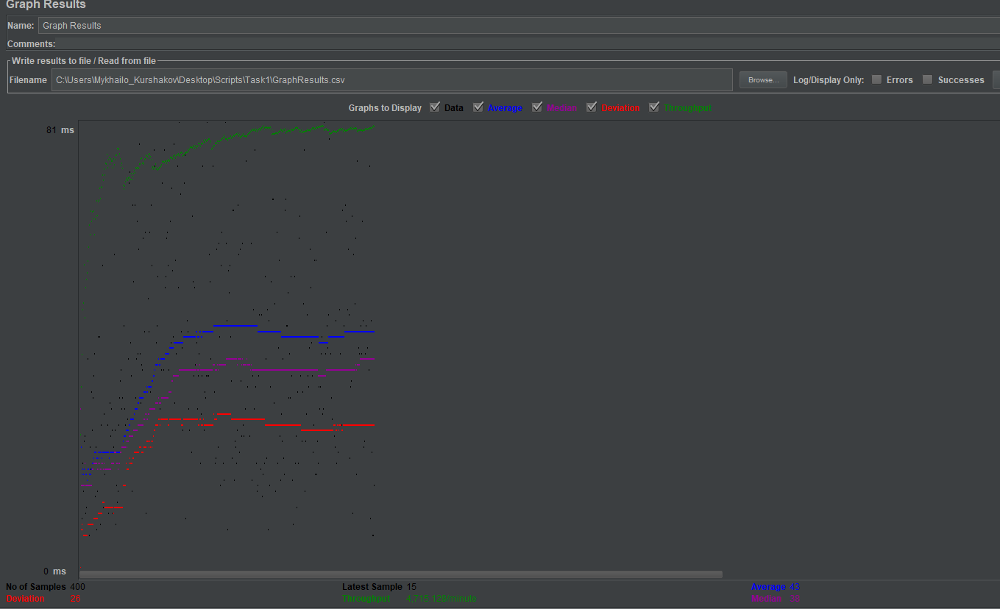 Graph Results
Name: Graph Results
Comments:
Write results to file / Read from file
Filename C:\Users\Mykhailo_Kurshakov\Desktop\Scripts\Task1\GraphResults.csv Browse... Log/Display Only: Errors Successes
Graphs to Display Data Average Median Deviation Throughput
81 ms
0 ms
No of Samples 400 Latest Sample 15 Average 43
Deviation 26 Throughput 4,715.128/minute Median